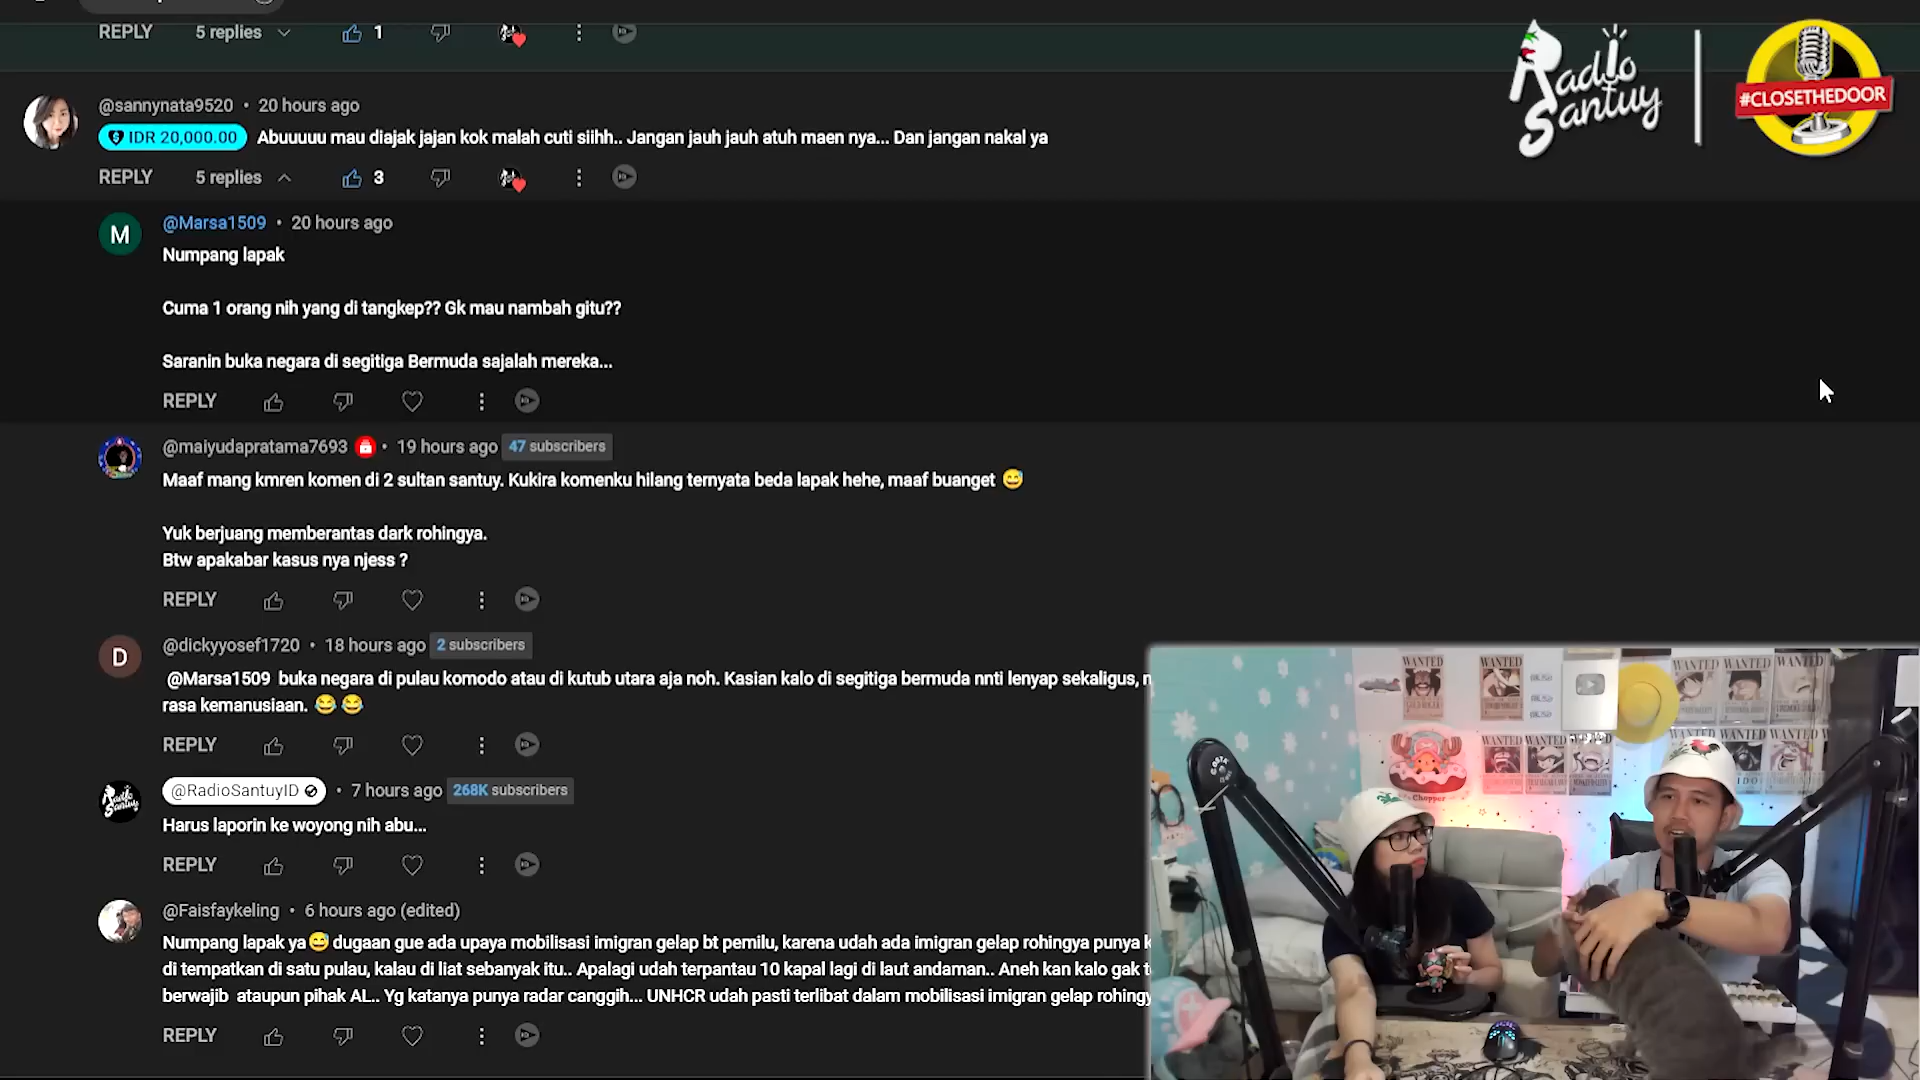 REPLY 5 replies 1
@sannynata9520 • 20 hours ago
IDR 20,000.00 Abuuuuu mau diajak jajan kok malah cuti siihh.. Jangan jauh jauh atuh maen nya... Dan jangan nakal ya
REPLY 5 replies 3
M @Marsa1509 • 20 hours ago
Numpang lapak
Cuma 1 orang nih yang di tangkep?? Gk mau nambah gitu??
Saranin buka negara di segitiga Bermuda sajalah mereka...
REPLY
@maiyudapratama7693 • 19 hours ago 47 subscribers
Maaf mang kmren komen di 2 sultan santuy. Kukira komenku hilang ternyata beda lapak hehe, maaf buanget 😅
Yuk berjuang memberantas dark rohingya.
Btw apakabar kasus nya njess ?
REPLY
D @dickyyosef1720 • 18 hours ago 2 subscribers
@Marsa1509 buka negara di pulau komodo atau di kutub utara aja noh. Kasian kalo di segitiga bermuda nnti lenyap sekaligus,
rasa kemanusiaan. 😂 😂
REPLY
@RadioSantuyID • 7 hours ago 268K subscribers
Harus laporin ke woyong nih abu...
REPLY
@Faisfaykeling • 6 hours ago (edited)
Numpang lapak ya😅 dugaan gue ada upaya mobilisasi imigran gelap bt pemilu, karena udah ada imigran gelap rohingya punya
di tempatkan di satu pulau, kalau di liat sebanyak itu.. Apalagi udah terpantau 10 kapal lagi di laut andaman.. Aneh kan kalo gak
berwajib ataupun pihak AL.. Yg katanya punya radar canggih... UNHCR udah pasti terlibat dalam mobilisasi imigran gelap
REPLY
Radio
Santuy
#CLOSETHEDOOR
WANTED WANTED WANTED WANTED WANTED
WANTED WANTED WANTED WANTED WANTED
Chopper